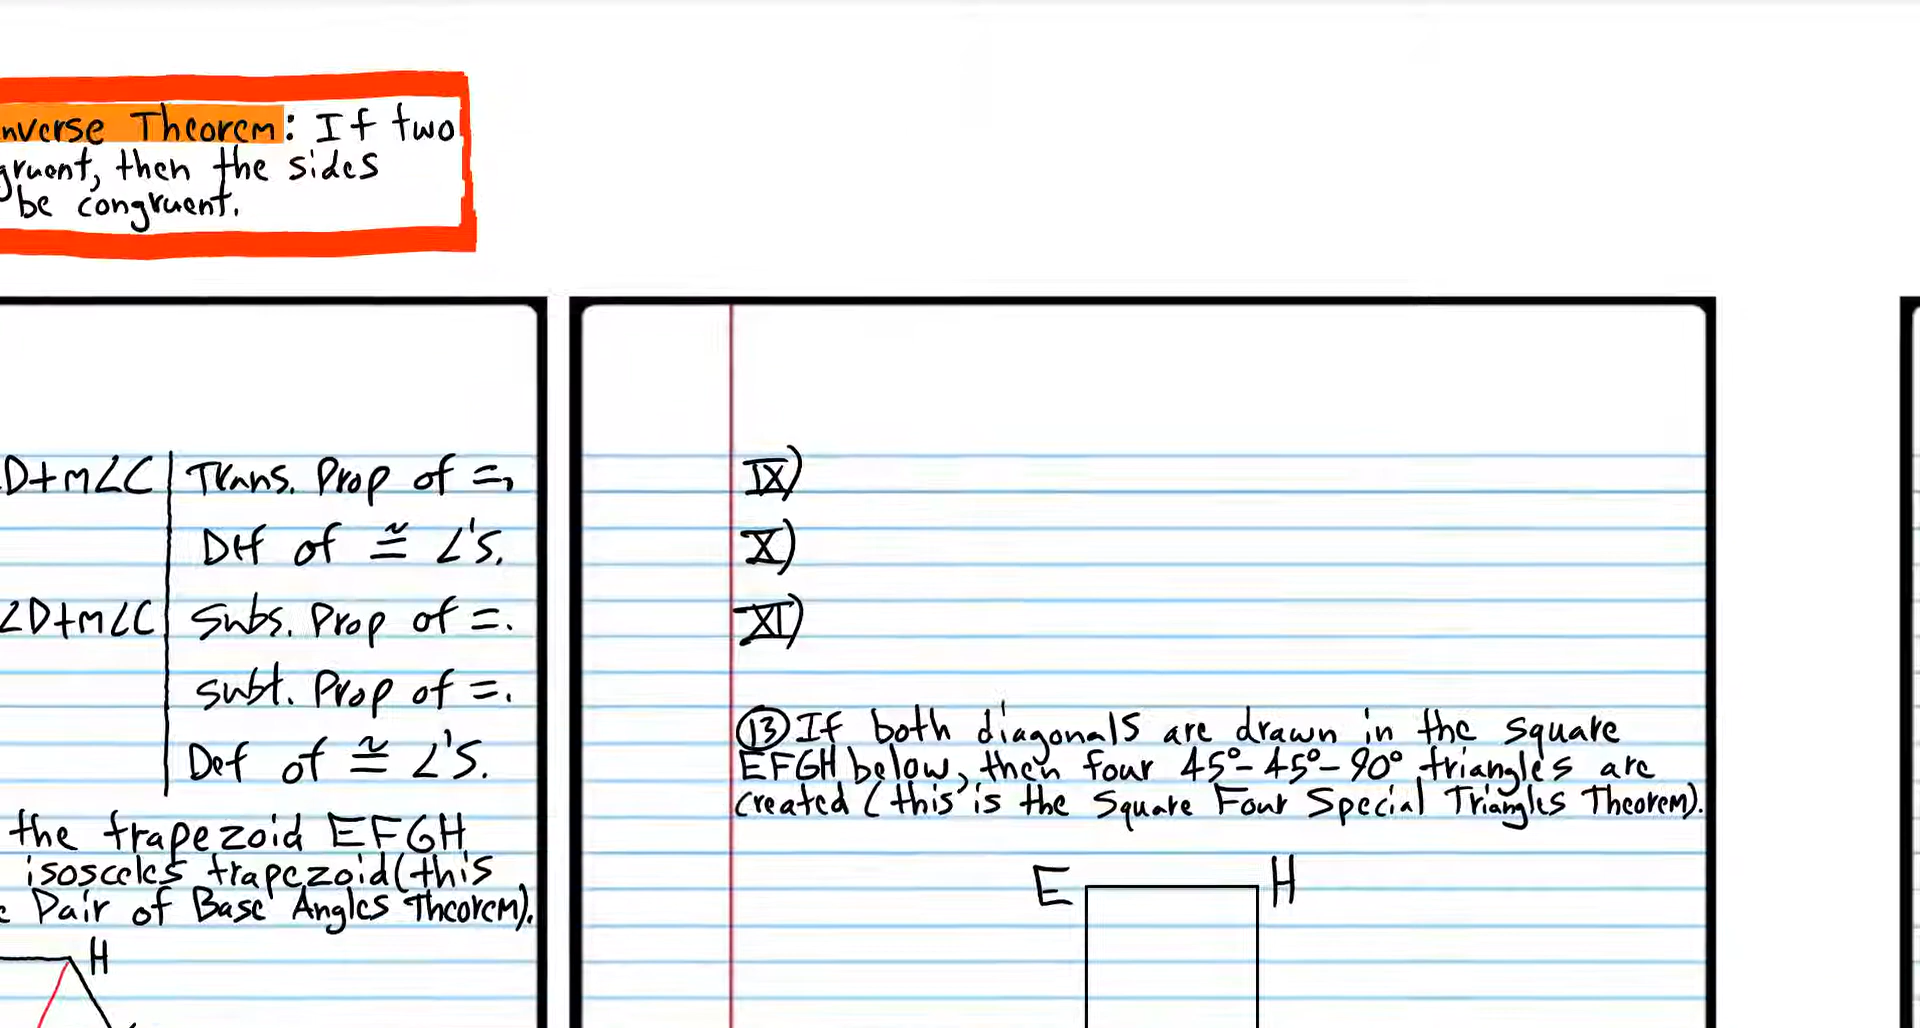 nverse Theorem: If two
gruent, then the sides
be congruent.
D+m∠C | Trans. Prop of =,
Def of ≅ ∠'s.
∠D+m∠C | Subs. Prop of =.
Subt. Prop of =.
Def of ≅ ∠'s.
the trapezoid EFGH
isosceles trapezoid (this
Pair of Base Angles Theorem).
H
IX)
X)
XI)
13 If both diagonals are drawn in the square
EFGH below, then four 45°-45°-90° triangles are
created (this is the Square Four Special Triangles Theorem).
E H